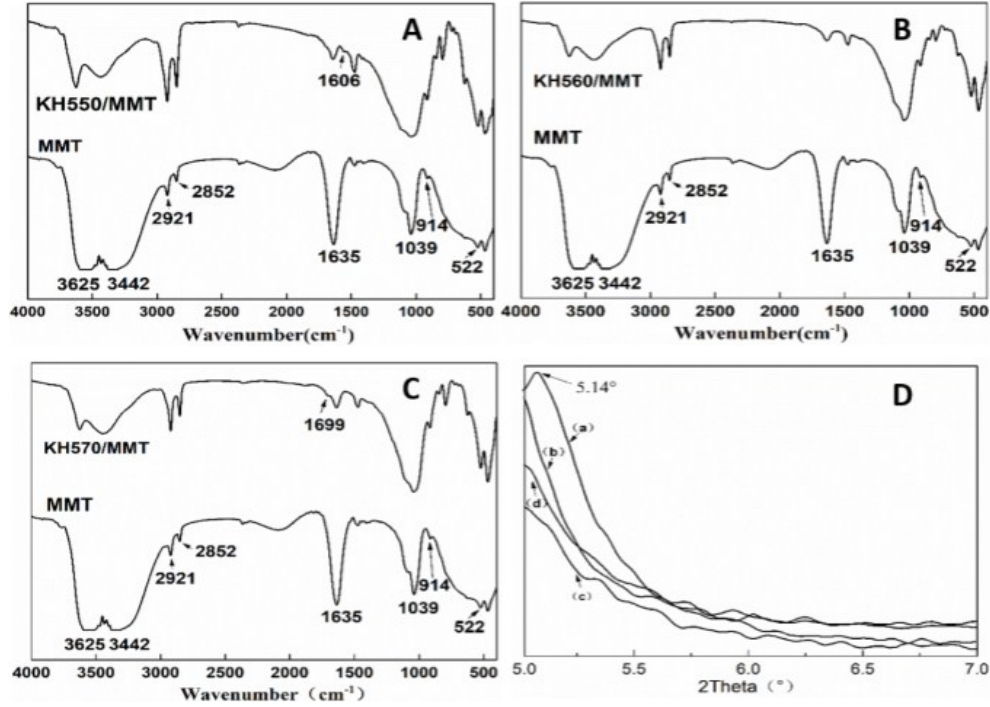 A
1606
KH550/MMT
MMT
2852
2921
914
1635
1039
522
3625 3442
4000 3500 3000 2500 2000 1500 1000 500
Wavenumber(cm-1)
B
KH560/MMT
MMT
2852
2921
914
1635
1039
522
3625 3442
4000 3500 3000 2500 2000 1500 1000 500
Wavenumber(cm-1)
C
1699
KH570/MMT
MMT
2852
2921
914
1635
1039
522
3625 3442
4000 3500 3000 2500 2000 1500 1000 500
Wavenumber（cm-1）
D
5.14°
(a)
(b)
(d)
(c)
5.0 5.5 6.0 6.5 7.0
2Theta（°）